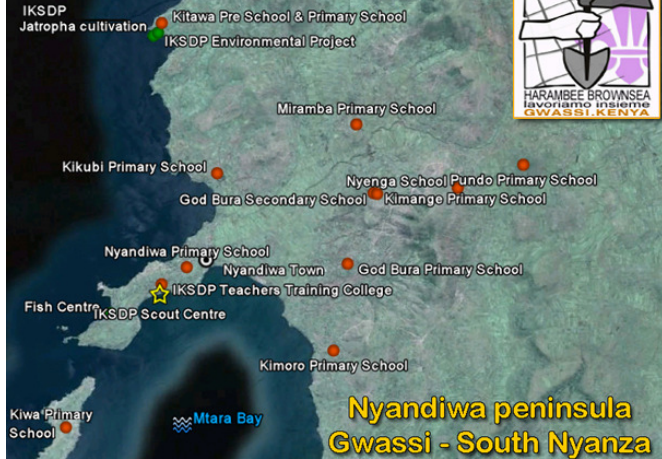 IKSDP
Jatropha cultivation
Kitawa Pre School & Primary School
IKSDP Environmental Project
HARAMBEE BROWNSEA
lavoriamo insieme
GWASSI.KENYA
Miramba Primary School
Kikubi Primary School
Nyenga School
Pundo Primary School
God Bura Secondary School
Kimange Primary School
Nyandiwa Primary School
Nyandiwa Town
God Bura Primary School
IKSDP Teachers Training College
Fish Centre
IKSDP Scout Centre
Kimoro Primary School
Kiwa Primary
School
Mtara Bay
Nyandiwa peninsula
Gwassi - South Nyanza